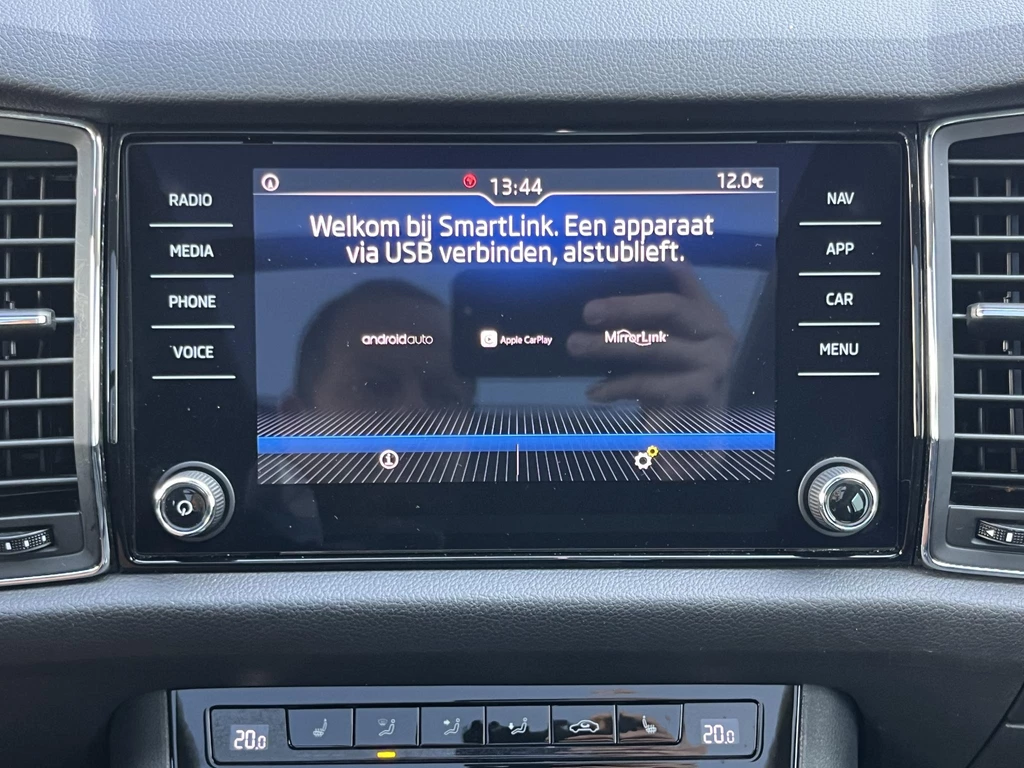 13:44
12.0°C
RADIO
MEDIA
PHONE
VOICE
Welkom bij SmartLink. Een apparaat
via USB verbinden, alstublieft.
androidauto
Apple CarPlay
MirrorLink
NAV
APP
CAR
MENU
20.0
20.0